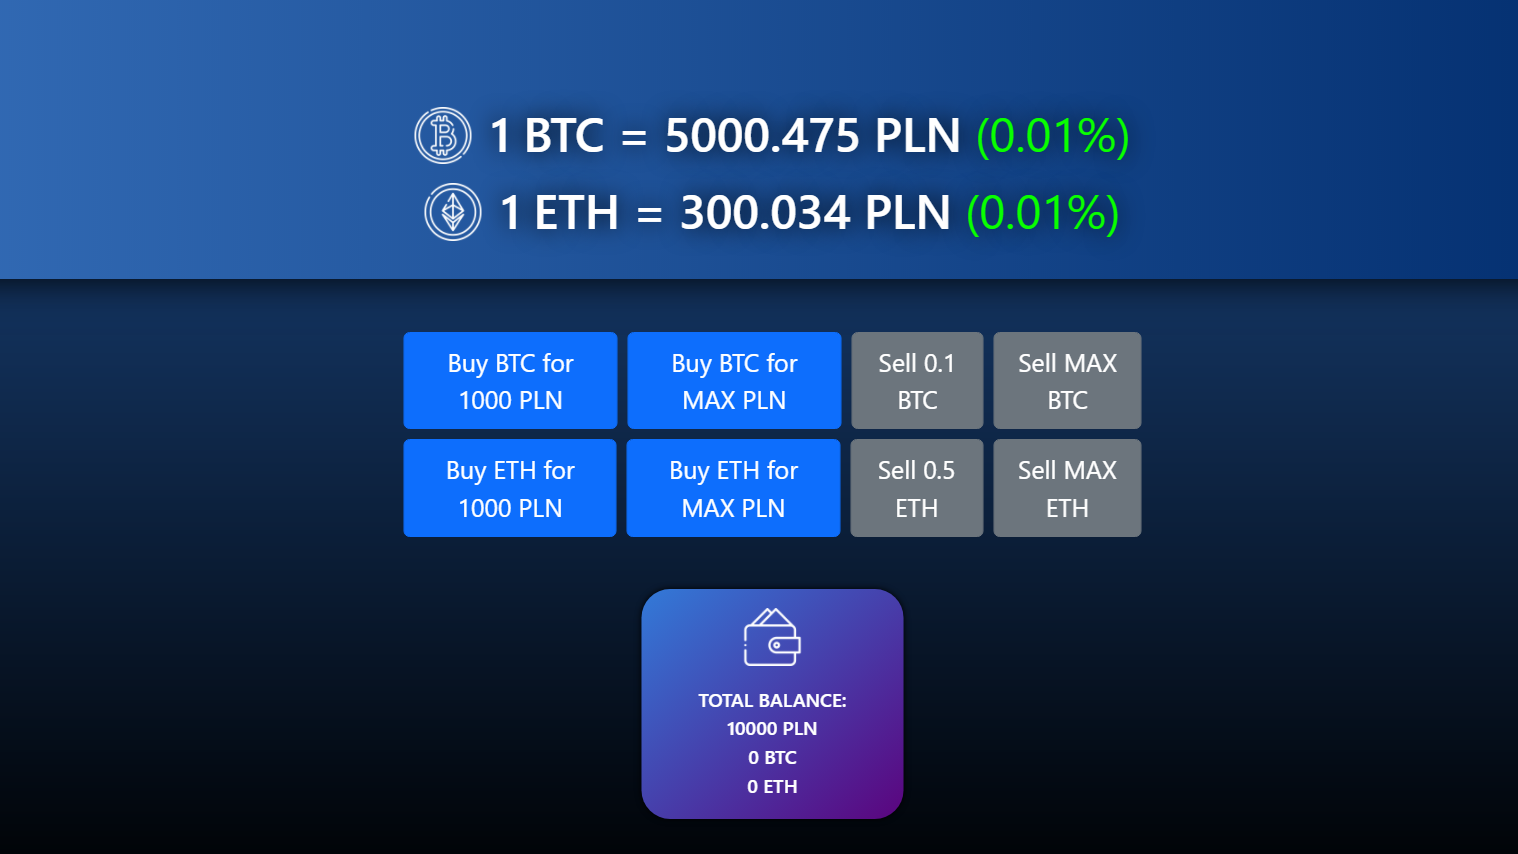 1 BTC = 5000.475 PLN (0.01%)
1 ETH = 300.034 PLN (0.01%)
Buy BTC for
1000 PLN
Buy BTC for
MAX PLN
Sell 0.1
BTC
Sell MAX
BTC
Buy ETH for
1000 PLN
Buy ETH for
MAX PLN
Sell 0.5
ETH
Sell MAX
ETH
TOTAL BALANCE:
10000 PLN
0 BTC
0 ETH